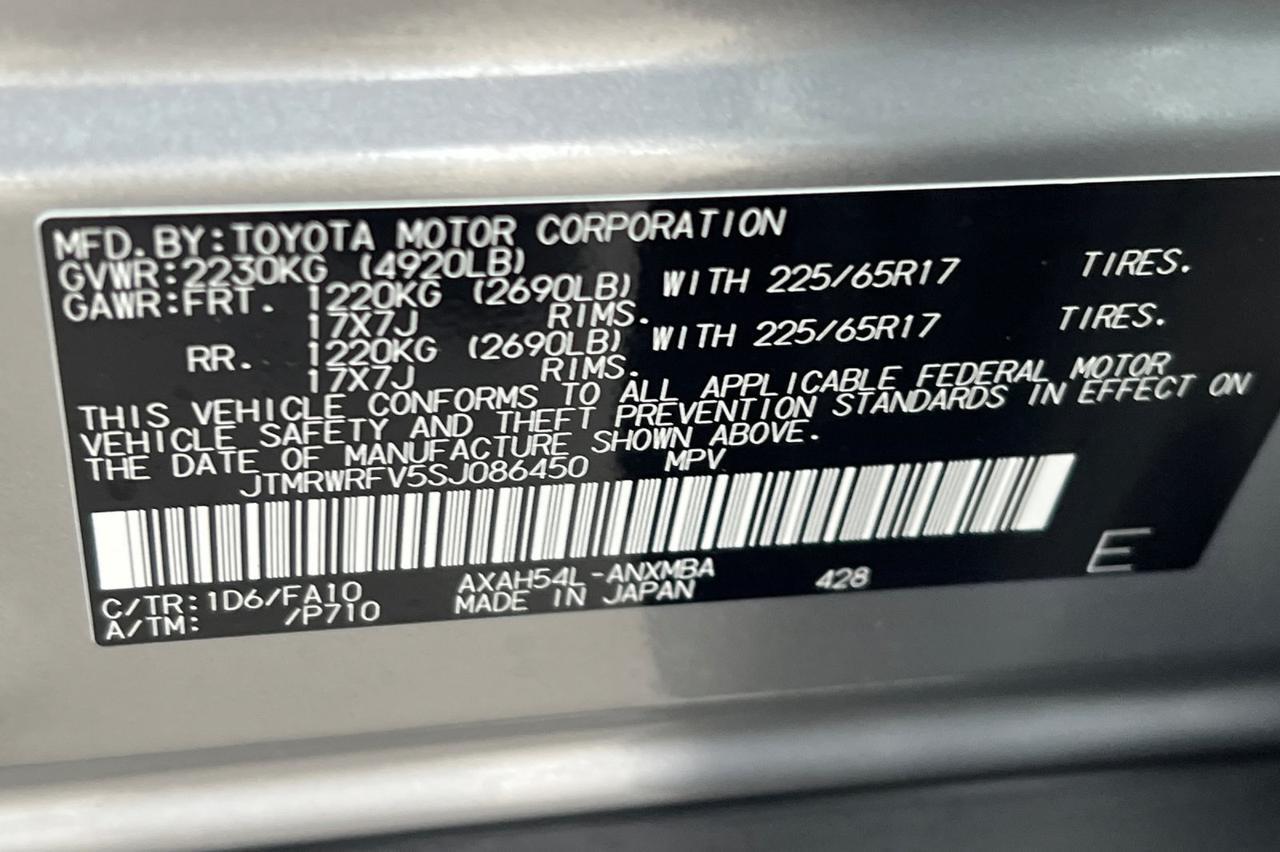 MFD. BY: TOYOTA MOTOR CORPORATION
GVWR: 2230KG (4920LB)
GAWR: FRT. 1220KG (2690LB) WITH 225/65R17 TIRES.
17X7J RIMS.
RR. 1220KG (2690LB) WITH 225/65R17 TIRES.
17X7J RIMS.
THIS VEHICLE CONFORMS TO ALL APPLICABLE FEDERAL MOTOR
VEHICLE SAFETY AND THEFT PREVENTION STANDARDS IN EFFECT ON
THE DATE OF MANUFACTURE SHOWN ABOVE.
JTMRWRFV5SJ086450 MPV
C/TR: 1D6/FA10 AXAH54L-ANXMBA 428 E
A/TM: /P710 MADE IN JAPAN